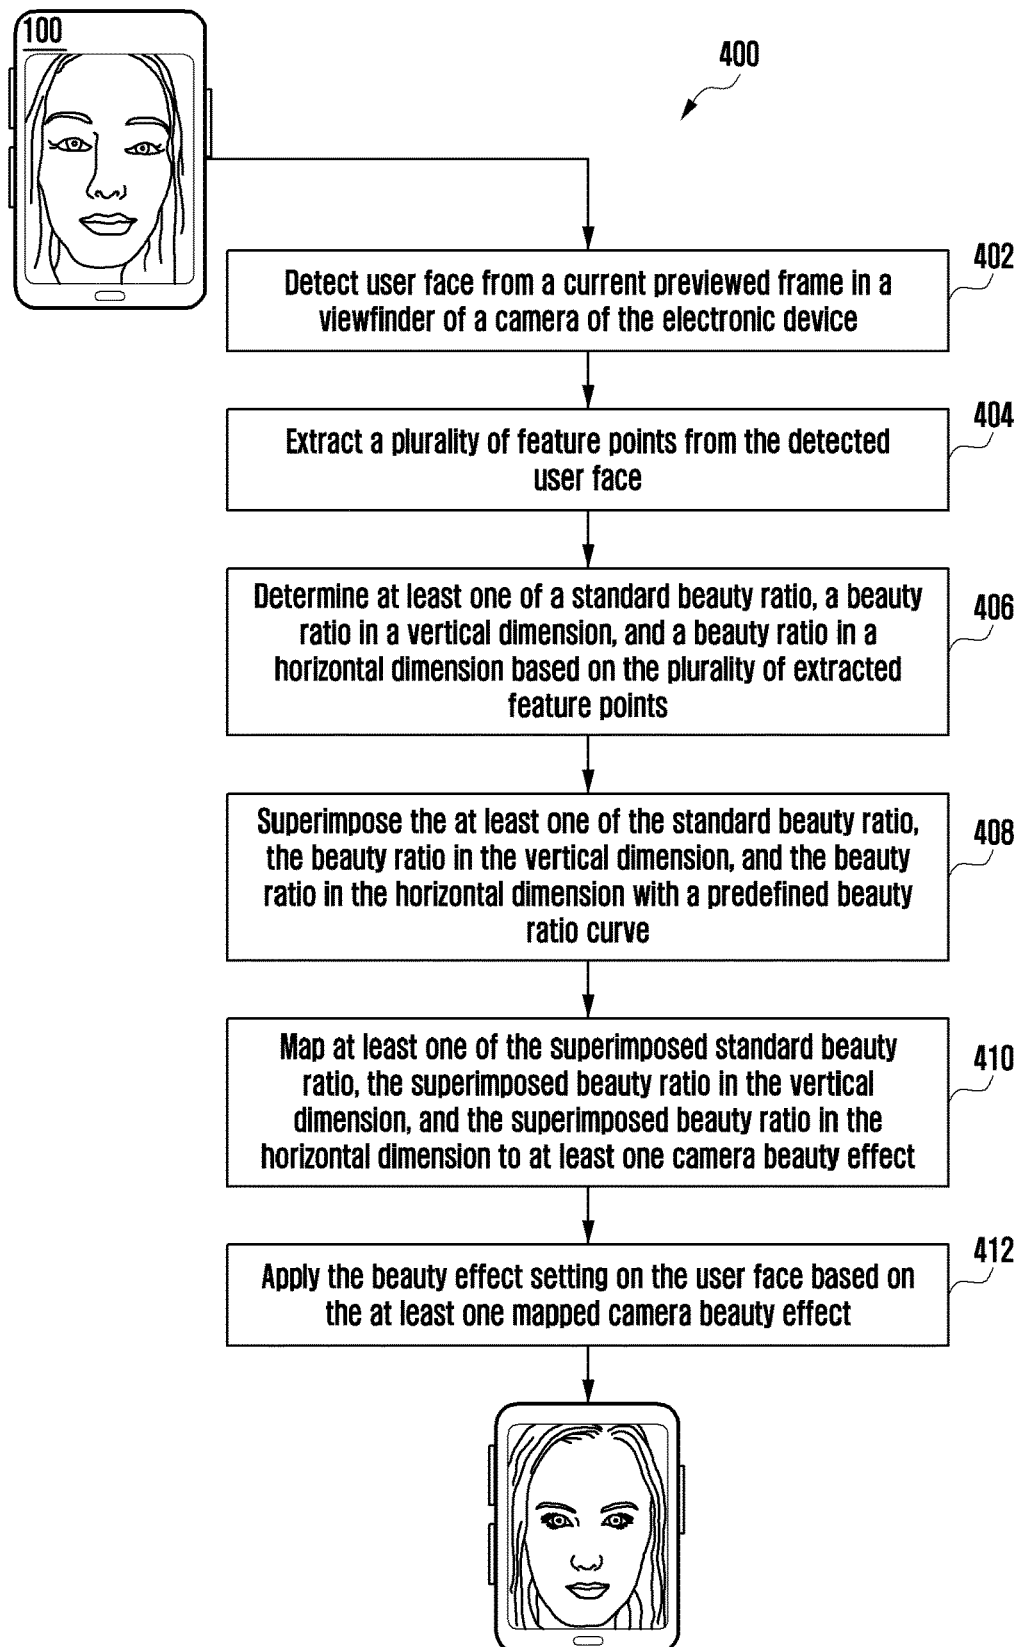 100
400
402
Detect user face from a current previewed frame in a
viewfinder of a camera of the electronic device
404
Extract a plurality of feature points from the detected
user face
406
Determine at least one of a standard beauty ratio, a beauty
ratio in a vertical dimension, and a beauty ratio in a
horizontal dimension based on the plurality of extracted
feature points
408
Superimpose the at least one of the standard beauty ratio,
the beauty ratio in the vertical dimension, and the beauty
ratio in the horizontal dimension with a predefined beauty
ratio curve
410
Map at least one of the superimposed standard beauty
ratio, the superimposed beauty ratio in the vertical
dimension, and the superimposed beauty ratio in the
horizontal dimension to at least one camera beauty effect
412
Apply the beauty effect setting on the user face based on
the at least one mapped camera beauty effect